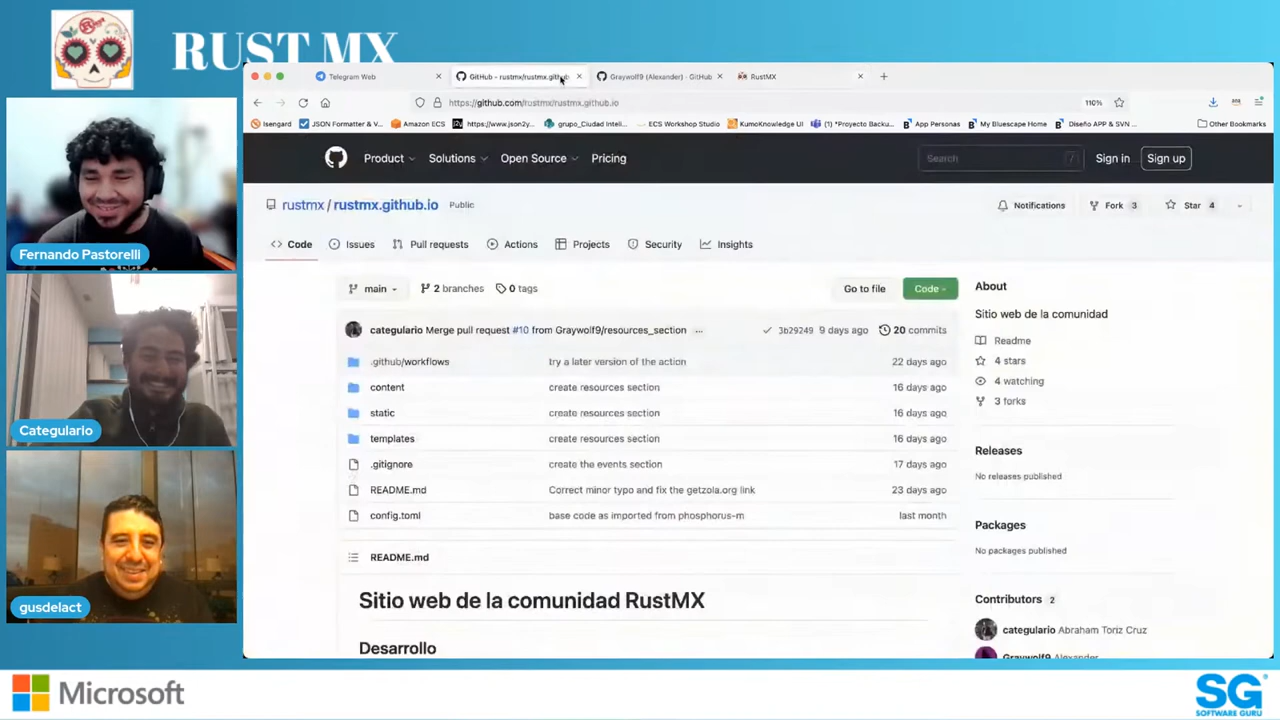 RUST MX
Telegram Web
GitHub - rustmx/rustmx.github
Graywolf9 (Alexander) · GitHub
RustMX
https://github.com/rustmx/rustmx.github.io
110%
Isengard
JSON Formatter & V...
Amazon ECS
https://www.json2y...
grupo_Ciudad Inteli...
ECS Workshop Studio
KumoKnowledge UI
(1) *Proyecto Backu...
App Personas
My Bluescape Home
Diseño APP & SVN ...
Other Bookmarks
Product
Solutions
Open Source
Pricing
Search
/
Sign in
Sign up
rustmx / rustmx.github.io
Public
Notifications
Fork 3
Star 4
Code
Issues
Pull requests
Actions
Projects
Security
Insights
main
2 branches
0 tags
Go to file
Code
About
Sitio web de la comunidad
categulario Merge pull request #10 from Graywolf9/resources_section ...
3b29249 9 days ago
20 commits
Readme
4 stars
4 watching
3 forks
.github/workflows
try a later version of the action
22 days ago
content
create resources section
16 days ago
static
create resources section
16 days ago
templates
create resources section
16 days ago
.gitignore
create the events section
17 days ago
README.md
Correct minor typo and fix the getzola.org link
23 days ago
config.toml
base code as imported from phosphorus-m
last month
Releases
No releases published
Packages
No packages published
README.md
Sitio web de la comunidad RustMX
Desarrollo
Contributors 2
categulario Abraham Toriz Cruz
Graywolf9 Alexander
Fernando Pastorelli
Categulario
gusdelact
Microsoft
SG
SOFTWARE GURU